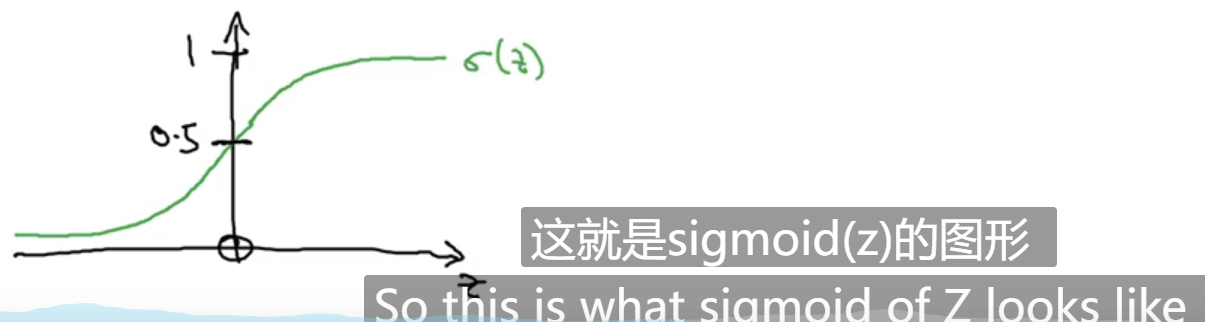 1
σ(z)
0.5
这就是sigmoid(z)的图形
z
So this is what sigmoid of Z looks like